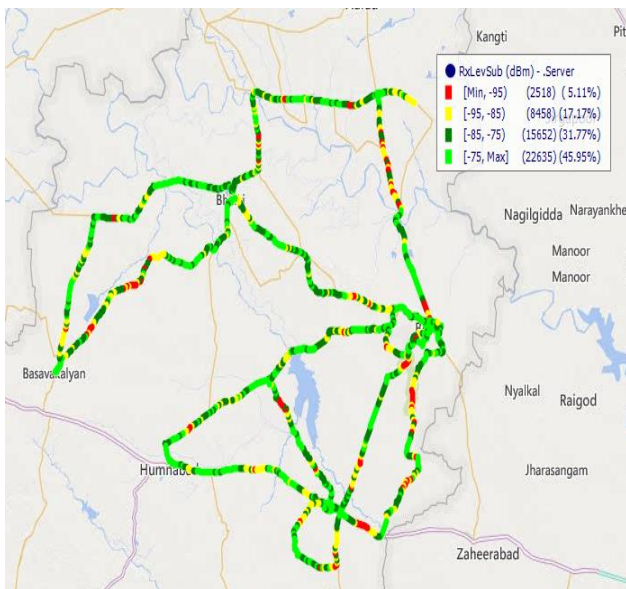 Kangti
RxLevSub (dBm) - .Server
[Min, -95) (2518) ( 5.11%)
[-95, -85) (8458) (17.17%)
[-85, -75) (15652) (31.77%)
[-75, Max] (22635) (45.95%)
Nagilgidda
Manoor
Manoor
Basavakalyan
Nyalkal
Raigod
Humnabad
Jharasangam
Zaheerabad